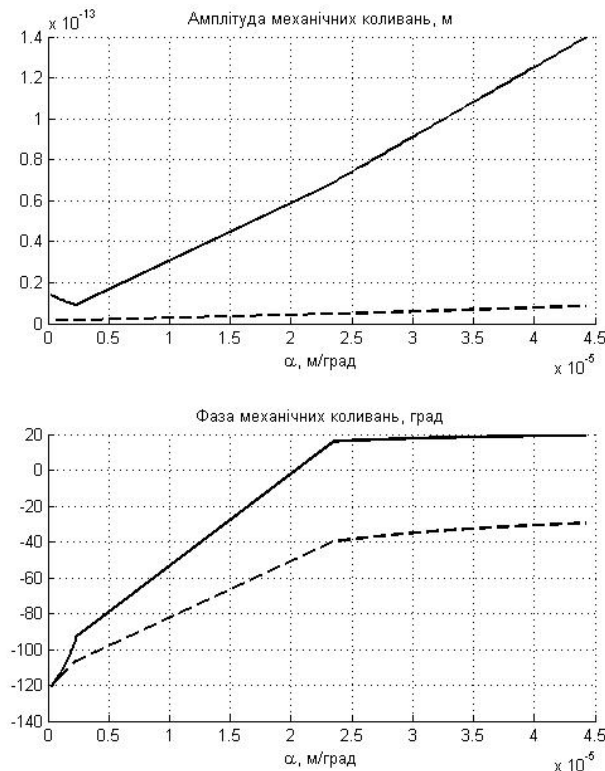 x 10-13
Амплітуда механічних коливань, м
1.4
1.2
1
0.8
0.6
0.4
0.2
0
0 0.5 1 1.5 2 2.5 3 3.5 4 4.5
α, м/град
x 10-5
Фаза механічних коливань, град
20
0
-20
-40
-60
-80
-100
-120
-140
0 0.5 1 1.5 2 2.5 3 3.5 4 4.5
α, м/град
x 10-5